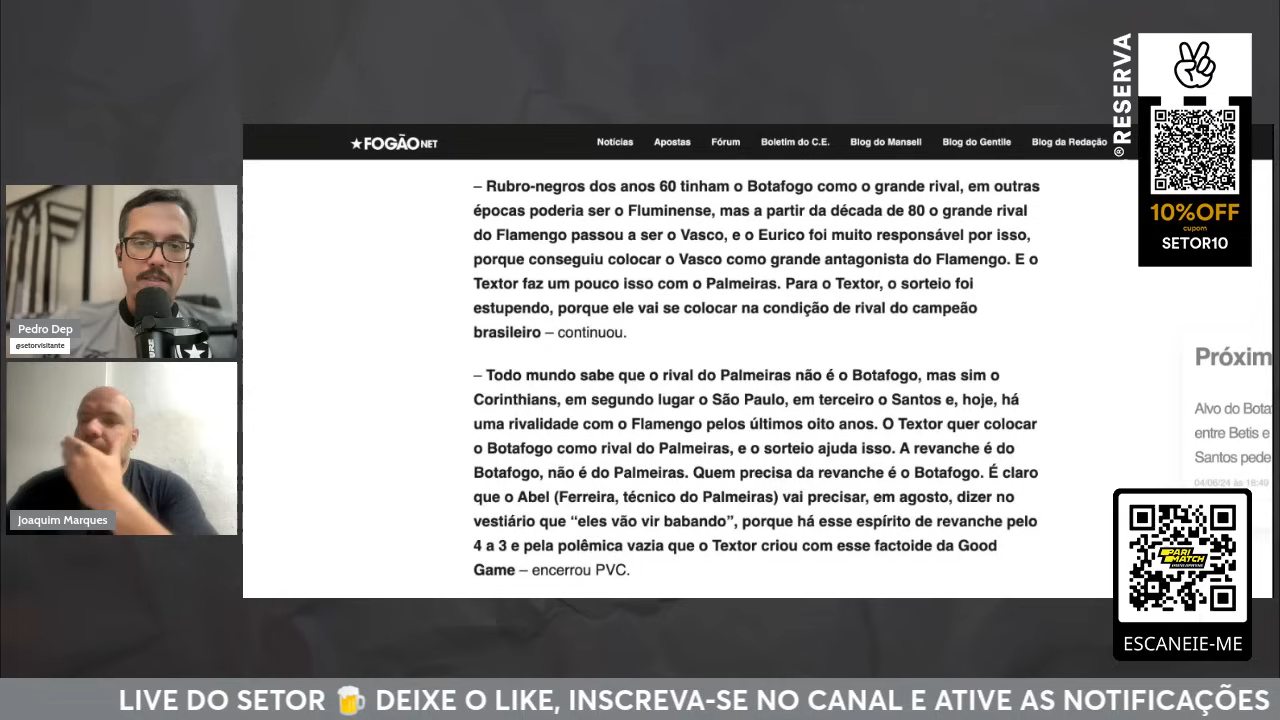 FOGÃO NET
Notícias Apostas Fórum Boletim do C.E. Blog do Mansell Blog do Gentile Blog da Redação
– Rubro-negros dos anos 60 tinham o Botafogo como o grande rival, em outras
épocas poderia ser o Fluminense, mas a partir da década de 80 o grande rival
do Flamengo passou a ser o Vasco, e o Eurico foi muito responsável por isso,
porque conseguiu colocar o Vasco como grande antagonista do Flamengo. E o
Textor faz um pouco isso com o Palmeiras. Para o Textor, o sorteio foi
estupendo, porque ele vai se colocar na condição de rival do campeão
brasileiro – continuou.
– Todo mundo sabe que o rival do Palmeiras não é o Botafogo, mas sim o
Corinthians, em segundo lugar o São Paulo, em terceiro o Santos e, hoje, há
uma rivalidade com o Flamengo pelos últimos oito anos. O Textor quer colocar
o Botafogo como rival do Palmeiras, e o sorteio ajuda isso. A revanche é do
Botafogo, não é do Palmeiras. Quem precisa da revanche é o Botafogo. É claro
que o Abel (Ferreira, técnico do Palmeiras) vai precisar, em agosto, dizer no
vestiário que “eles vão vir babando”, porque há esse espírito de revanche pelo
4 a 3 e pela polêmica vazia que o Textor criou com esse factoide da Good
Game – encerrou PVC.
Próxim
Alvo do Bota
entre Betis e
Santos pede
04/06/24 às 18:49
Pedro Dep
@setorvisitante
Joaquim Marques
®RESERVA
10%OFF
cupom
SETOR10
PARI
MATCH
ESCANEIE-ME
LIVE DO SETOR 🍺 DEIXE O LIKE, INSCREVA-SE NO CANAL E ATIVE AS NOTIFICAÇÕES